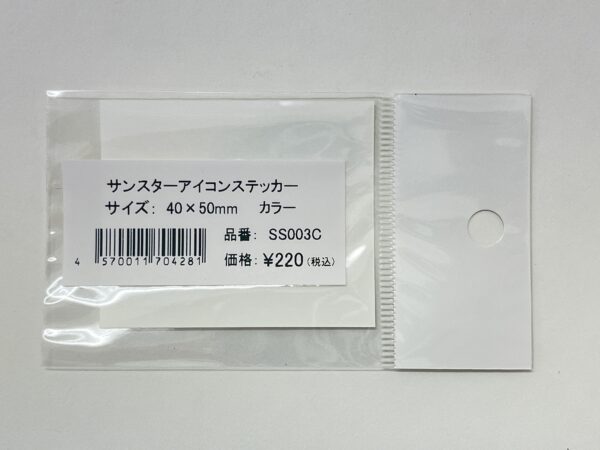 サンスターアイコンステッカー
サイズ: 40×50mm カラー
品番: SS003C
価格: ¥220(税込)
4 570011 704281